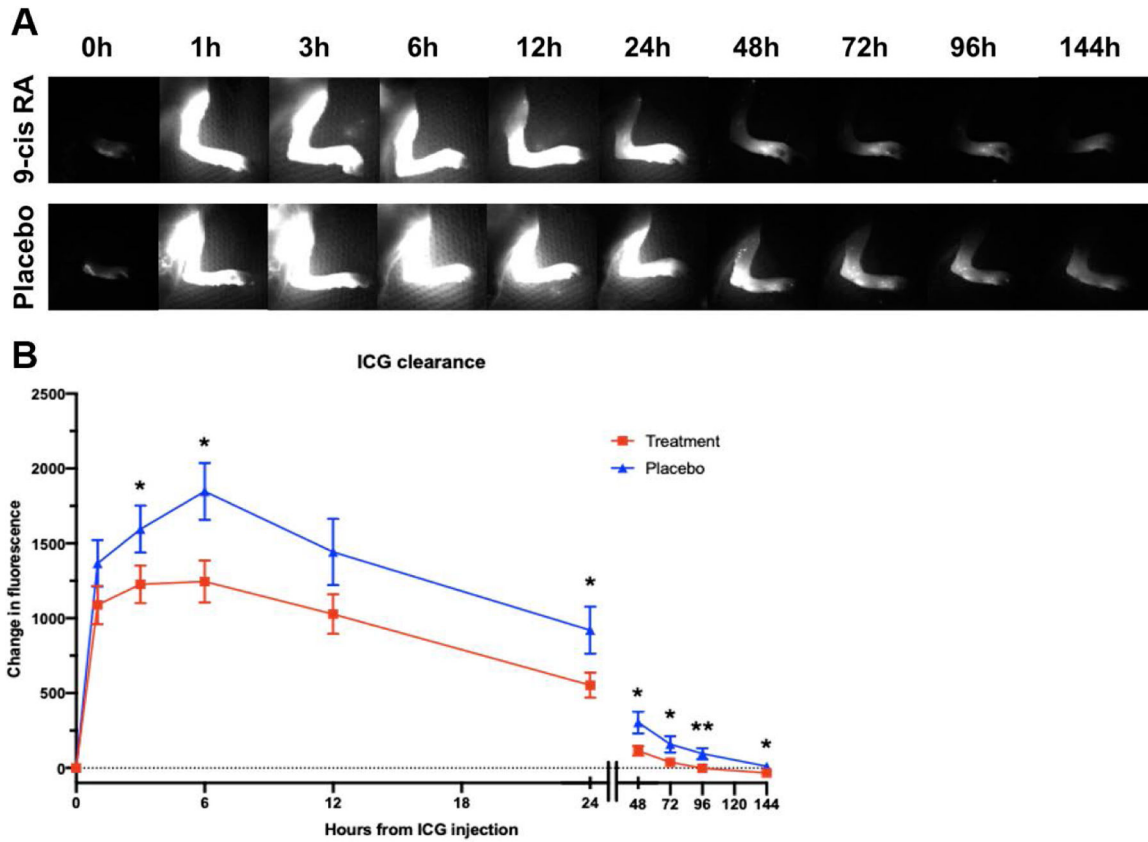 A
0h 1h 3h 6h 12h 24h 48h 72h 96h 144h
9-cis RA
Placebo
B
ICG clearance
Change in fluorescence
2500
2000
1500
1000
500
0
* * * * * ** *
Treatment
Placebo
0 6 12 18 24 48 72 96 120 144
Hours from ICG injection